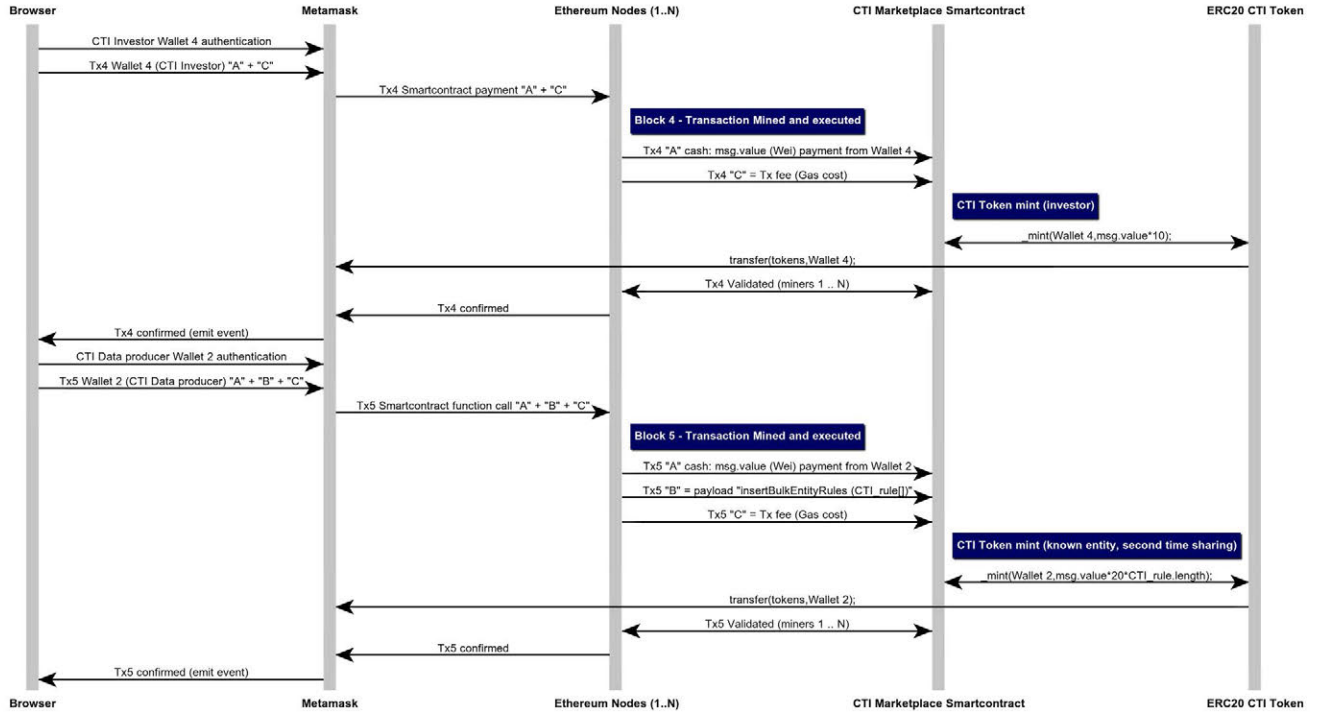 Browser
Metamask
Ethereum Nodes (1..N)
CTI Marketplace Smartcontract
ERC20 CTI Token
CTI Investor Wallet 4 authentication
Tx4 Wallet 4 (CTI Investor) "A" + "C"
Tx4 Smartcontract payment "A" + "C"
Block 4 - Transaction Mined and executed
Tx4 "A" cash: msg.value (Wei) payment from Wallet 4
Tx4 "C" = Tx fee (Gas cost)
CTI Token mint (investor)
_mint(Wallet 4,msg.value*10);
transfer(tokens,Wallet 4);
Tx4 Validated (miners 1 .. N)
Tx4 confirmed
Tx4 confirmed (emit event)
CTI Data producer Wallet 2 authentication
Tx5 Wallet 2 (CTI Data producer) "A" + "B" + "C"
Tx5 Smartcontract function call "A" + "B" + "C"
Block 5 - Transaction Mined and executed
Tx5 "A" cash: msg.value (Wei) payment from Wallet 2
Tx5 "B" = payload "insertBulkEntityRules (CTI_rule[])"
Tx5 "C" = Tx fee (Gas cost)
CTI Token mint (known entity, second time sharing)
_mint(Wallet 2,msg.value*20*CTI_rule.length);
transfer(tokens,Wallet 2);
Tx5 Validated (miners 1 .. N)
Tx5 confirmed
Tx5 confirmed (emit event)
Browser
Metamask
Ethereum Nodes (1..N)
CTI Marketplace Smartcontract
ERC20 CTI Token